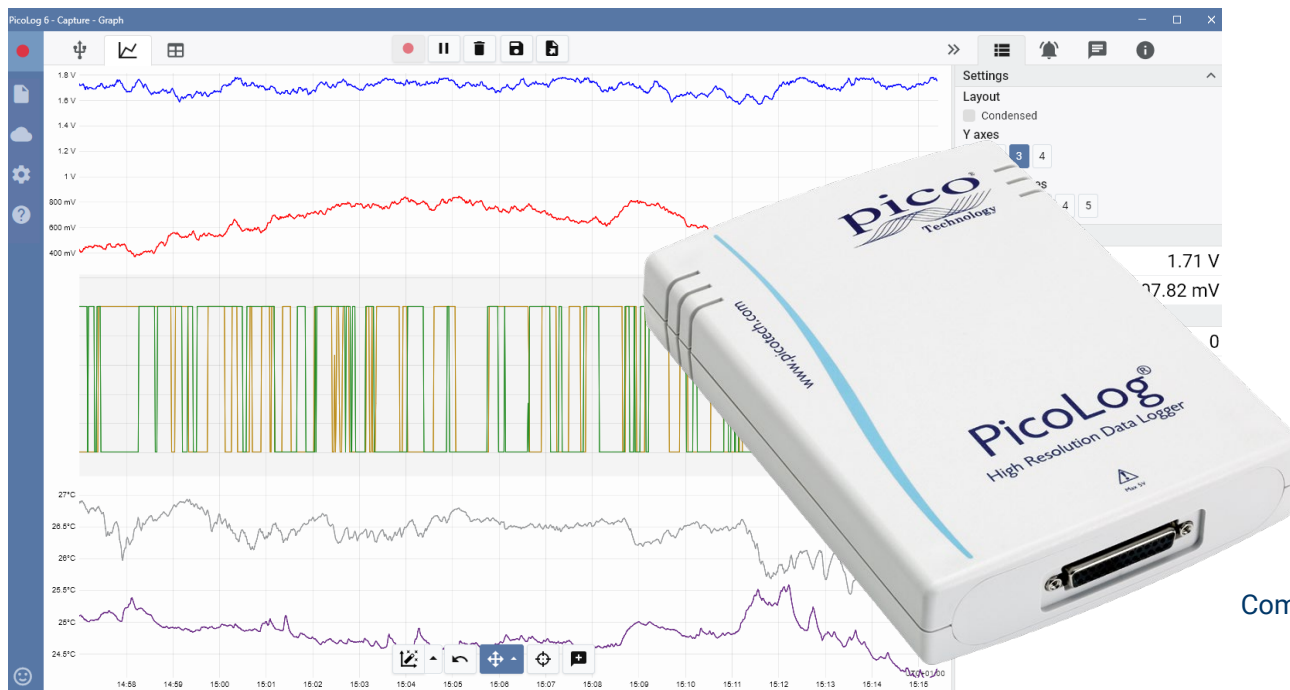 PicoLog 6 - Capture - Graph
Settings
Layout
Condensed
Y axes
3 4
4 5
1.71 V
07.82 mV
0
1.8 V
1.6 V
1.4 V
1.2 V
1 V
800 mV
600 mV
400 mV
27°C
26.5°C
26°C
25.5°C
25°C
24.5°C
14:58 14:59 15:00 15:01 15:02 15:03 15:04 15:05 15:06 15:07 15:08 15:09 15:10 15:11 15:12 15:13 15:14 15:15
pico®
Technology
www.picotech.com
PicoLog®
High Resolution Data Logger
Max 5V
Com